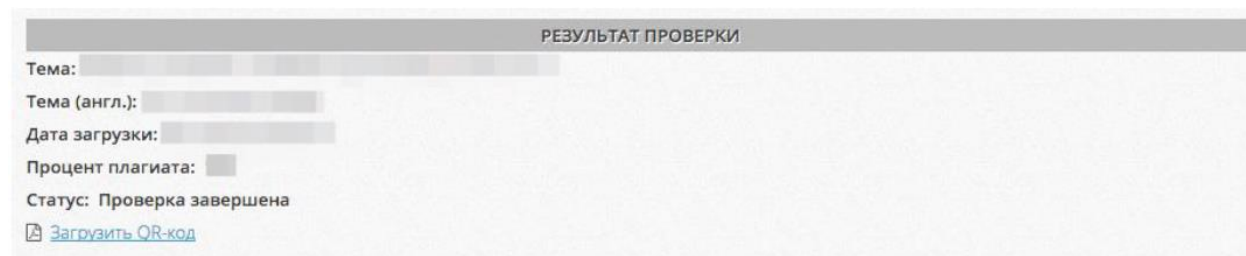 РЕЗУЛЬТАТ ПРОВЕРКИ
Тема:
Тема (англ.):
Дата загрузки:
Процент плагиата:
Статус: Проверка завершена
Загрузить QR-код